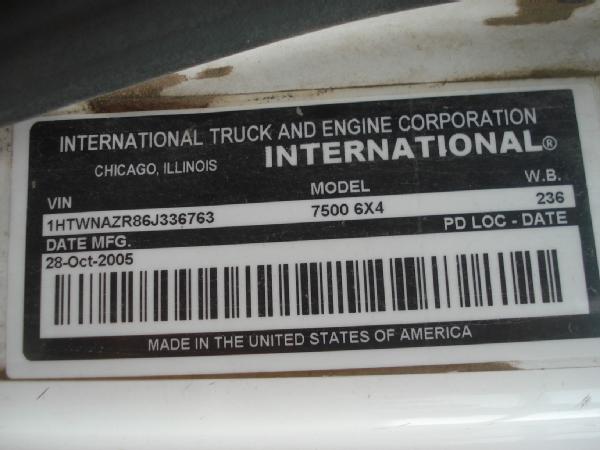 INTERNATIONAL TRUCK AND ENGINE CORPORATION
CHICAGO, ILLINOIS INTERNATIONAL®
VIN MODEL W.B.
1HTWNAZR86J336763 7500 6X4 236
DATE MFG. PD LOC - DATE
28-Oct-2005
MADE IN THE UNITED STATES OF AMERICA